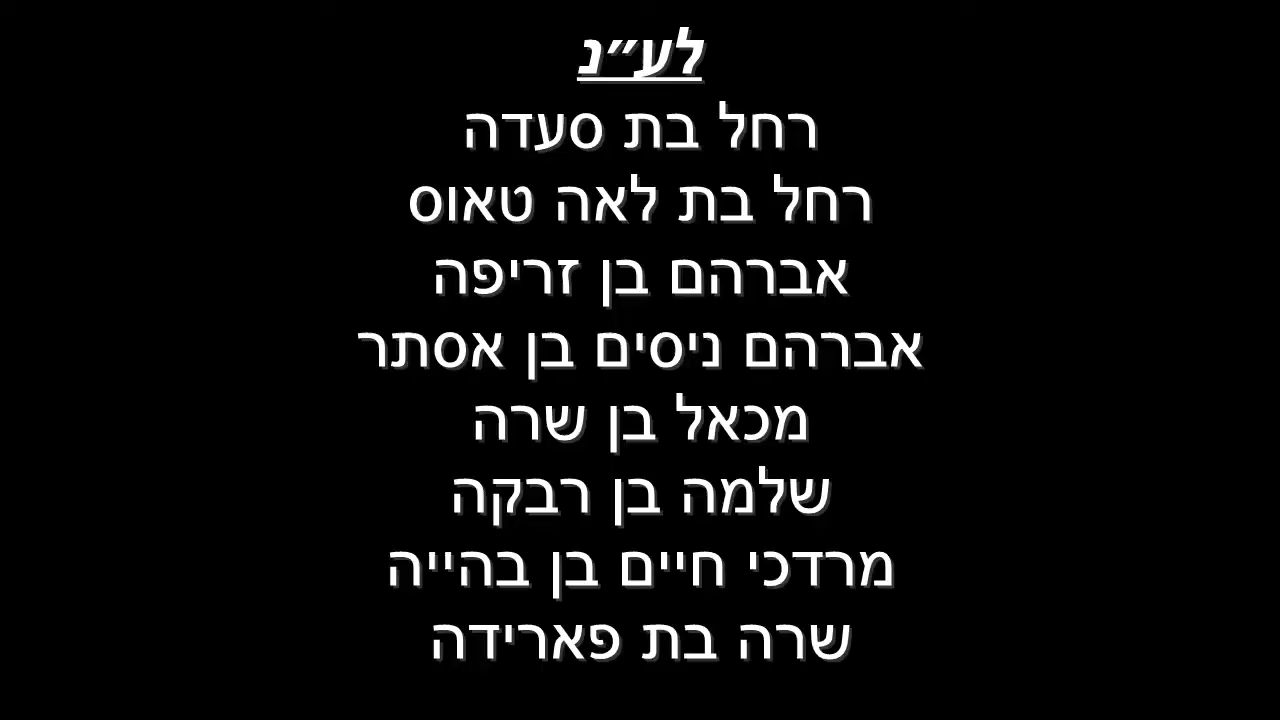 לע״נ
רחל בת סעדה
רחל בת לאה טאוס
אברהם בן זריפה
אברהם ניסים בן אסתר
מכאל בן שרה
שלמה בן רבקה
מרדכי חיים בן בהייה
שרה בת פארידה